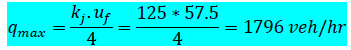 q_max = k_j.u_f / 4 = 125 * 57.5 / 4 = 1796 veh/hr